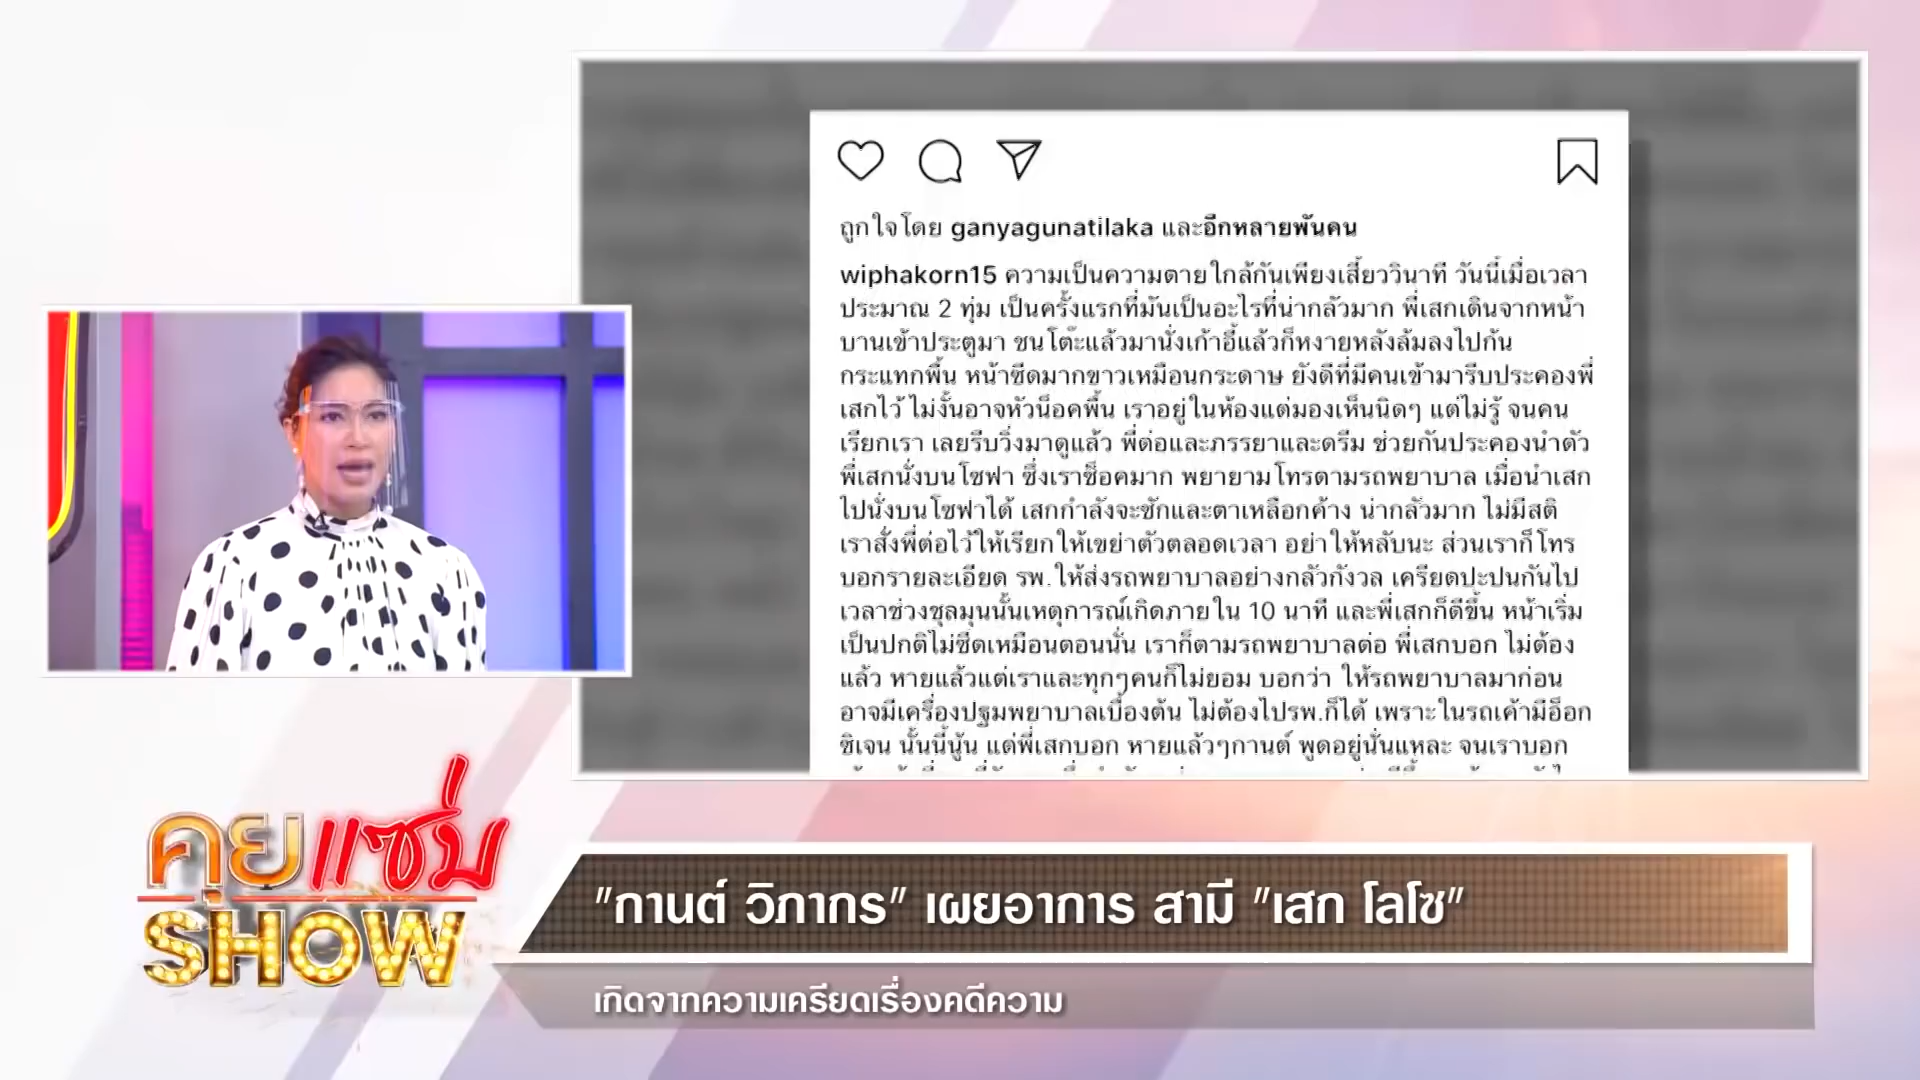 ถูกใจโดย ganyagunatilaka และอีกหลายพันคน
wiphakorn15 ความเป็นความตายใกล้กันเพียงเสี้ยววินาที วันนี้เมื่อเวลา
ประมาณ 2 ทุ่ม เป็นครั้งแรกที่มันเป็นอะไรที่น่ากลัวมาก พี่เสกเดินจากหน้า
บานเข้าประตูมา ชนโต๊ะแล้วมานั่งเก้าอี้แล้วก็หงายหลังล้มลงไปก้น
กระแทกพื้น หน้าซีดมากขาวเหมือนกระดาษ ยังดีที่มีคนเข้ามารีบประคองพี่
เสกไว้ ไม่งั้นอาจหัวน็อคพื้น เราอยู่ในห้องแต่มองเห็นนิดๆ แต่ไม่รู้ จนคน
เรียกเรา เลยรีบวิ่งมาดูแล้ว พี่ต่อและภรรยาและดรีม ช่วยกันประคองนำตัว
พี่เสกนั่งบนโซฟา ซึ่งเราช็อคมาก พยายามโทรตามรถพยาบาล เมื่อนำเสก
ไปนั่งบนโซฟาได้ เสกกำลังจะชักและตาเหลือกค้าง น่ากลัวมาก ไม่มีสติ
เราสั่งพี่ต่อไว้ให้เรียกให้เขย่าตัวตลอดเวลา อย่าให้หลับนะ ส่วนเราก็โทร
บอกรายละเอียด รพ.ให้ส่งรถพยาบาลอย่างกลัวกังวล เครียดปะปนกันไป
เวลาช่วงชุลมุนนั้นเหตุการณ์เกิดภายใน 10 นาที และพี่เสกก็ดีขึ้น หน้าเริ่ม
เป็นปกติไม่ซีดเหมือนตอนนั่น เราก็ตามรถพยาบาลต่อ พี่เสกบอก ไม่ต้อง
แล้ว หายแล้วแต่เราและทุกๆคนก็ไม่ยอม บอกว่า ให้รถพยาบาลมาก่อน
อาจมีเครื่องปฐมพยาบาลเบื้องต้น ไม่ต้องไปรพ.ก็ได้ เพราะในรถเค้ามีอ็อก
ซิเจน นั้นนี้นู้น แต่พี่เสกบอก หายแล้วๆกานต์ พูดอยู่นั่นแหละ จนเราบอก
คุยแซ่บ
SHOW
"กานต์ วิภากร" เผยอาการ สามี "เสก โลโซ"
เกิดจากความเครียดเรื่องคดีความ